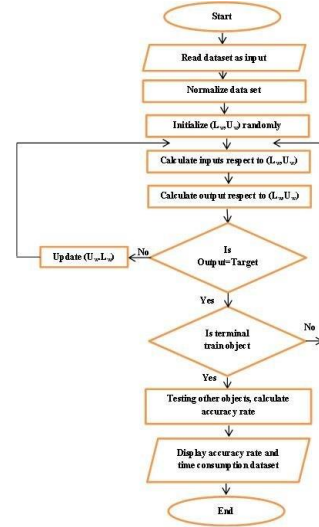 Start
Read dataset as input
Normalize data set
Initialize (Lw,Uw) randomly
Calculate inputs respect to (Lw,Uw)
Calculate output respect to (Lw,Uw)
Is
Output=Target
No
Update (Uw,Lw)
Yes
Is terminal
train object
No
Yes
Testing other objects, calculate
accuracy rate
Display accuracy rate and
time consumption dataset
End